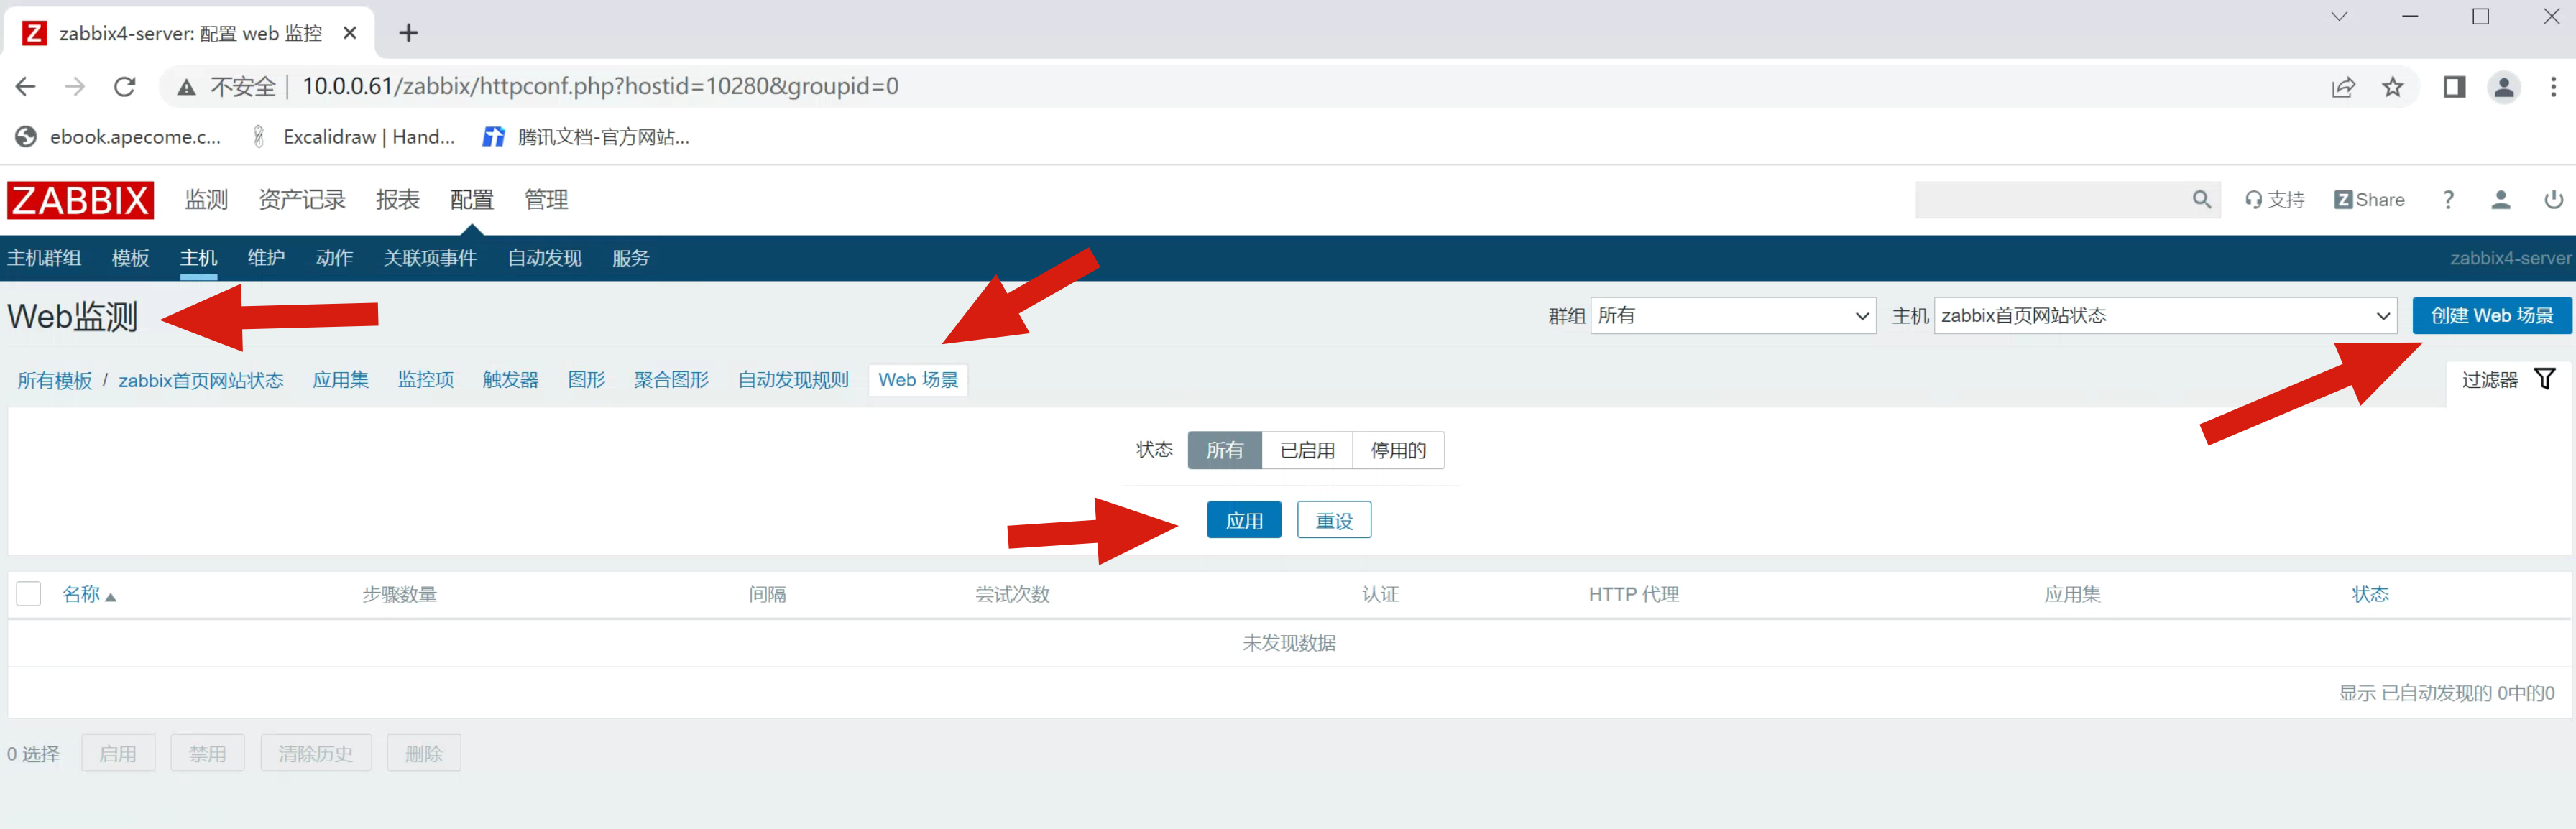 Z zabbix4-server: 配置 web 监控
不安全 | 10.0.0.61/zabbix/httpconf.php?hostid=10280&groupid=0
ebook.apecome.c... Excalidraw | Hand... 腾讯文档-官方网站...
ZABBIX 监测 资产记录 报表 配置 管理 支持 Z Share ?
主机群组 模板 主机 维护 动作 关联项事件 自动发现 服务 zabbix4-server
Web监测 群组 所有 主机 zabbix首页网站状态 创建 Web 场景
所有模板 / zabbix首页网站状态 应用集 监控项 触发器 图形 聚合图形 自动发现规则 Web 场景 过滤器
状态 所有 已启用 停用的
应用 重设
名称 步骤数量 间隔 尝试次数 认证 HTTP 代理 应用集 状态
未发现数据
显示 已自动发现的 0中的0
0 选择 启用 禁用 清除历史 删除